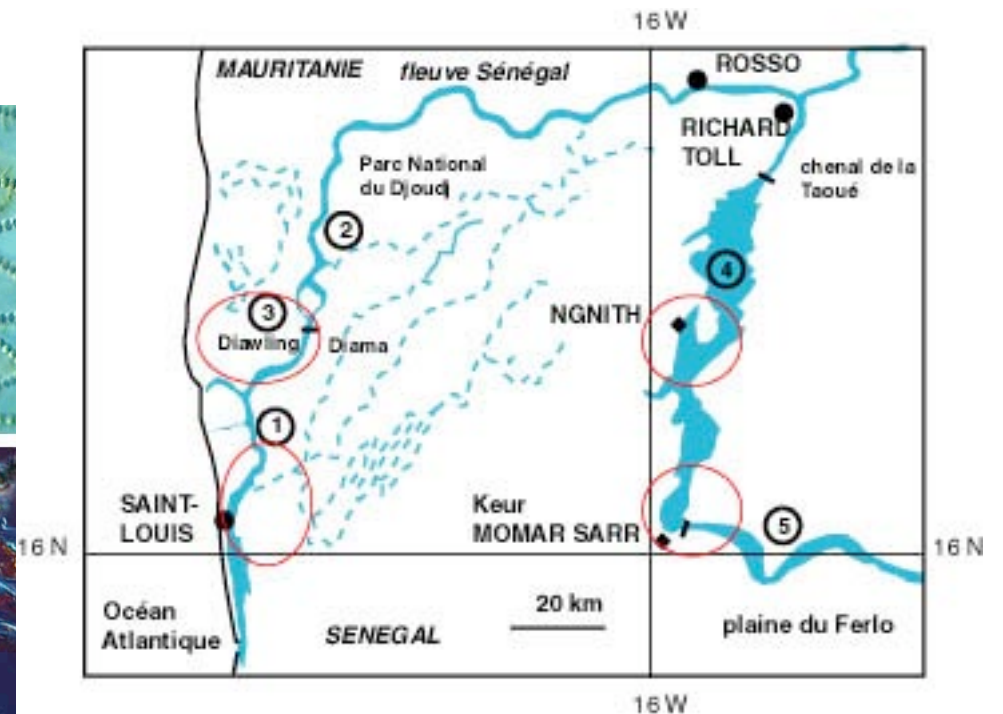 16 W
MAURITANIE
fleuve Sénégal
ROSSO
RICHARD
TOLL
chenal de la
Taoué
Parc National
du Djoudj
2
4
3
NGNITH
Diawling
Diama
1
SAINT-
LOUIS
Keur
MOMAR SARR
5
16 N
16 N
Océan
Atlantique
SENEGAL
20 km
plaine du Ferlo
16 W